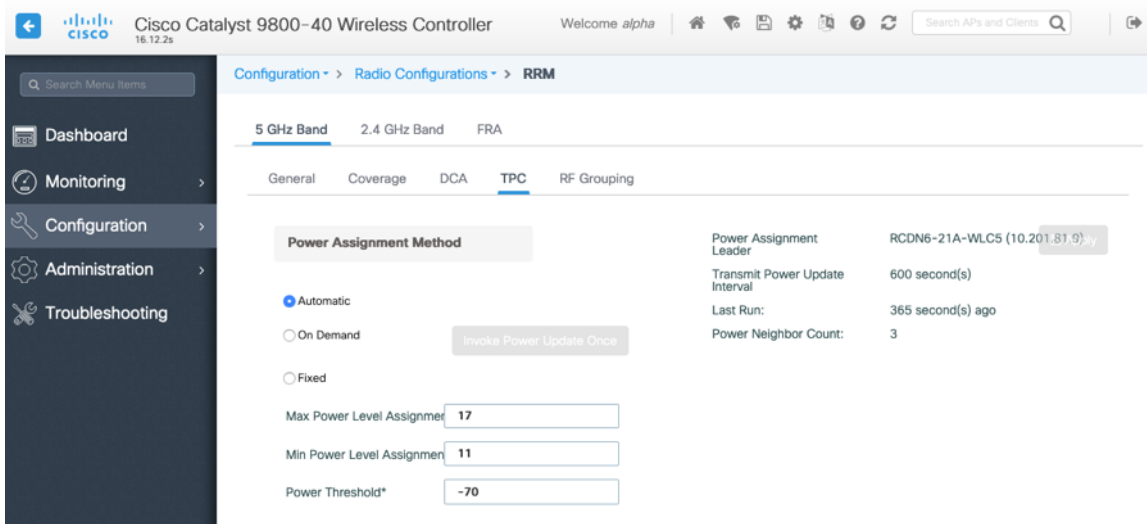 CISCO
Cisco Catalyst 9800-40 Wireless Controller
16.12.2s
Welcome alpha
Search APs and Clients
Search Menu Items
Dashboard
Monitoring
Configuration
Administration
Troubleshooting
Configuration > Radio Configurations > RRM
5 GHz Band 2.4 GHz Band FRA
General Coverage DCA TPC RF Grouping
Power Assignment Method
Automatic
On Demand
Invoke Power Update Once
Fixed
Max Power Level Assignmen 17
Min Power Level Assignmen 11
Power Threshold* -70
Power Assignment
Leader
RCDN6-21A-WLC5 (10.201.81.9)
Apply
Transmit Power Update
Interval
600 second(s)
Last Run: 365 second(s) ago
Power Neighbor Count: 3